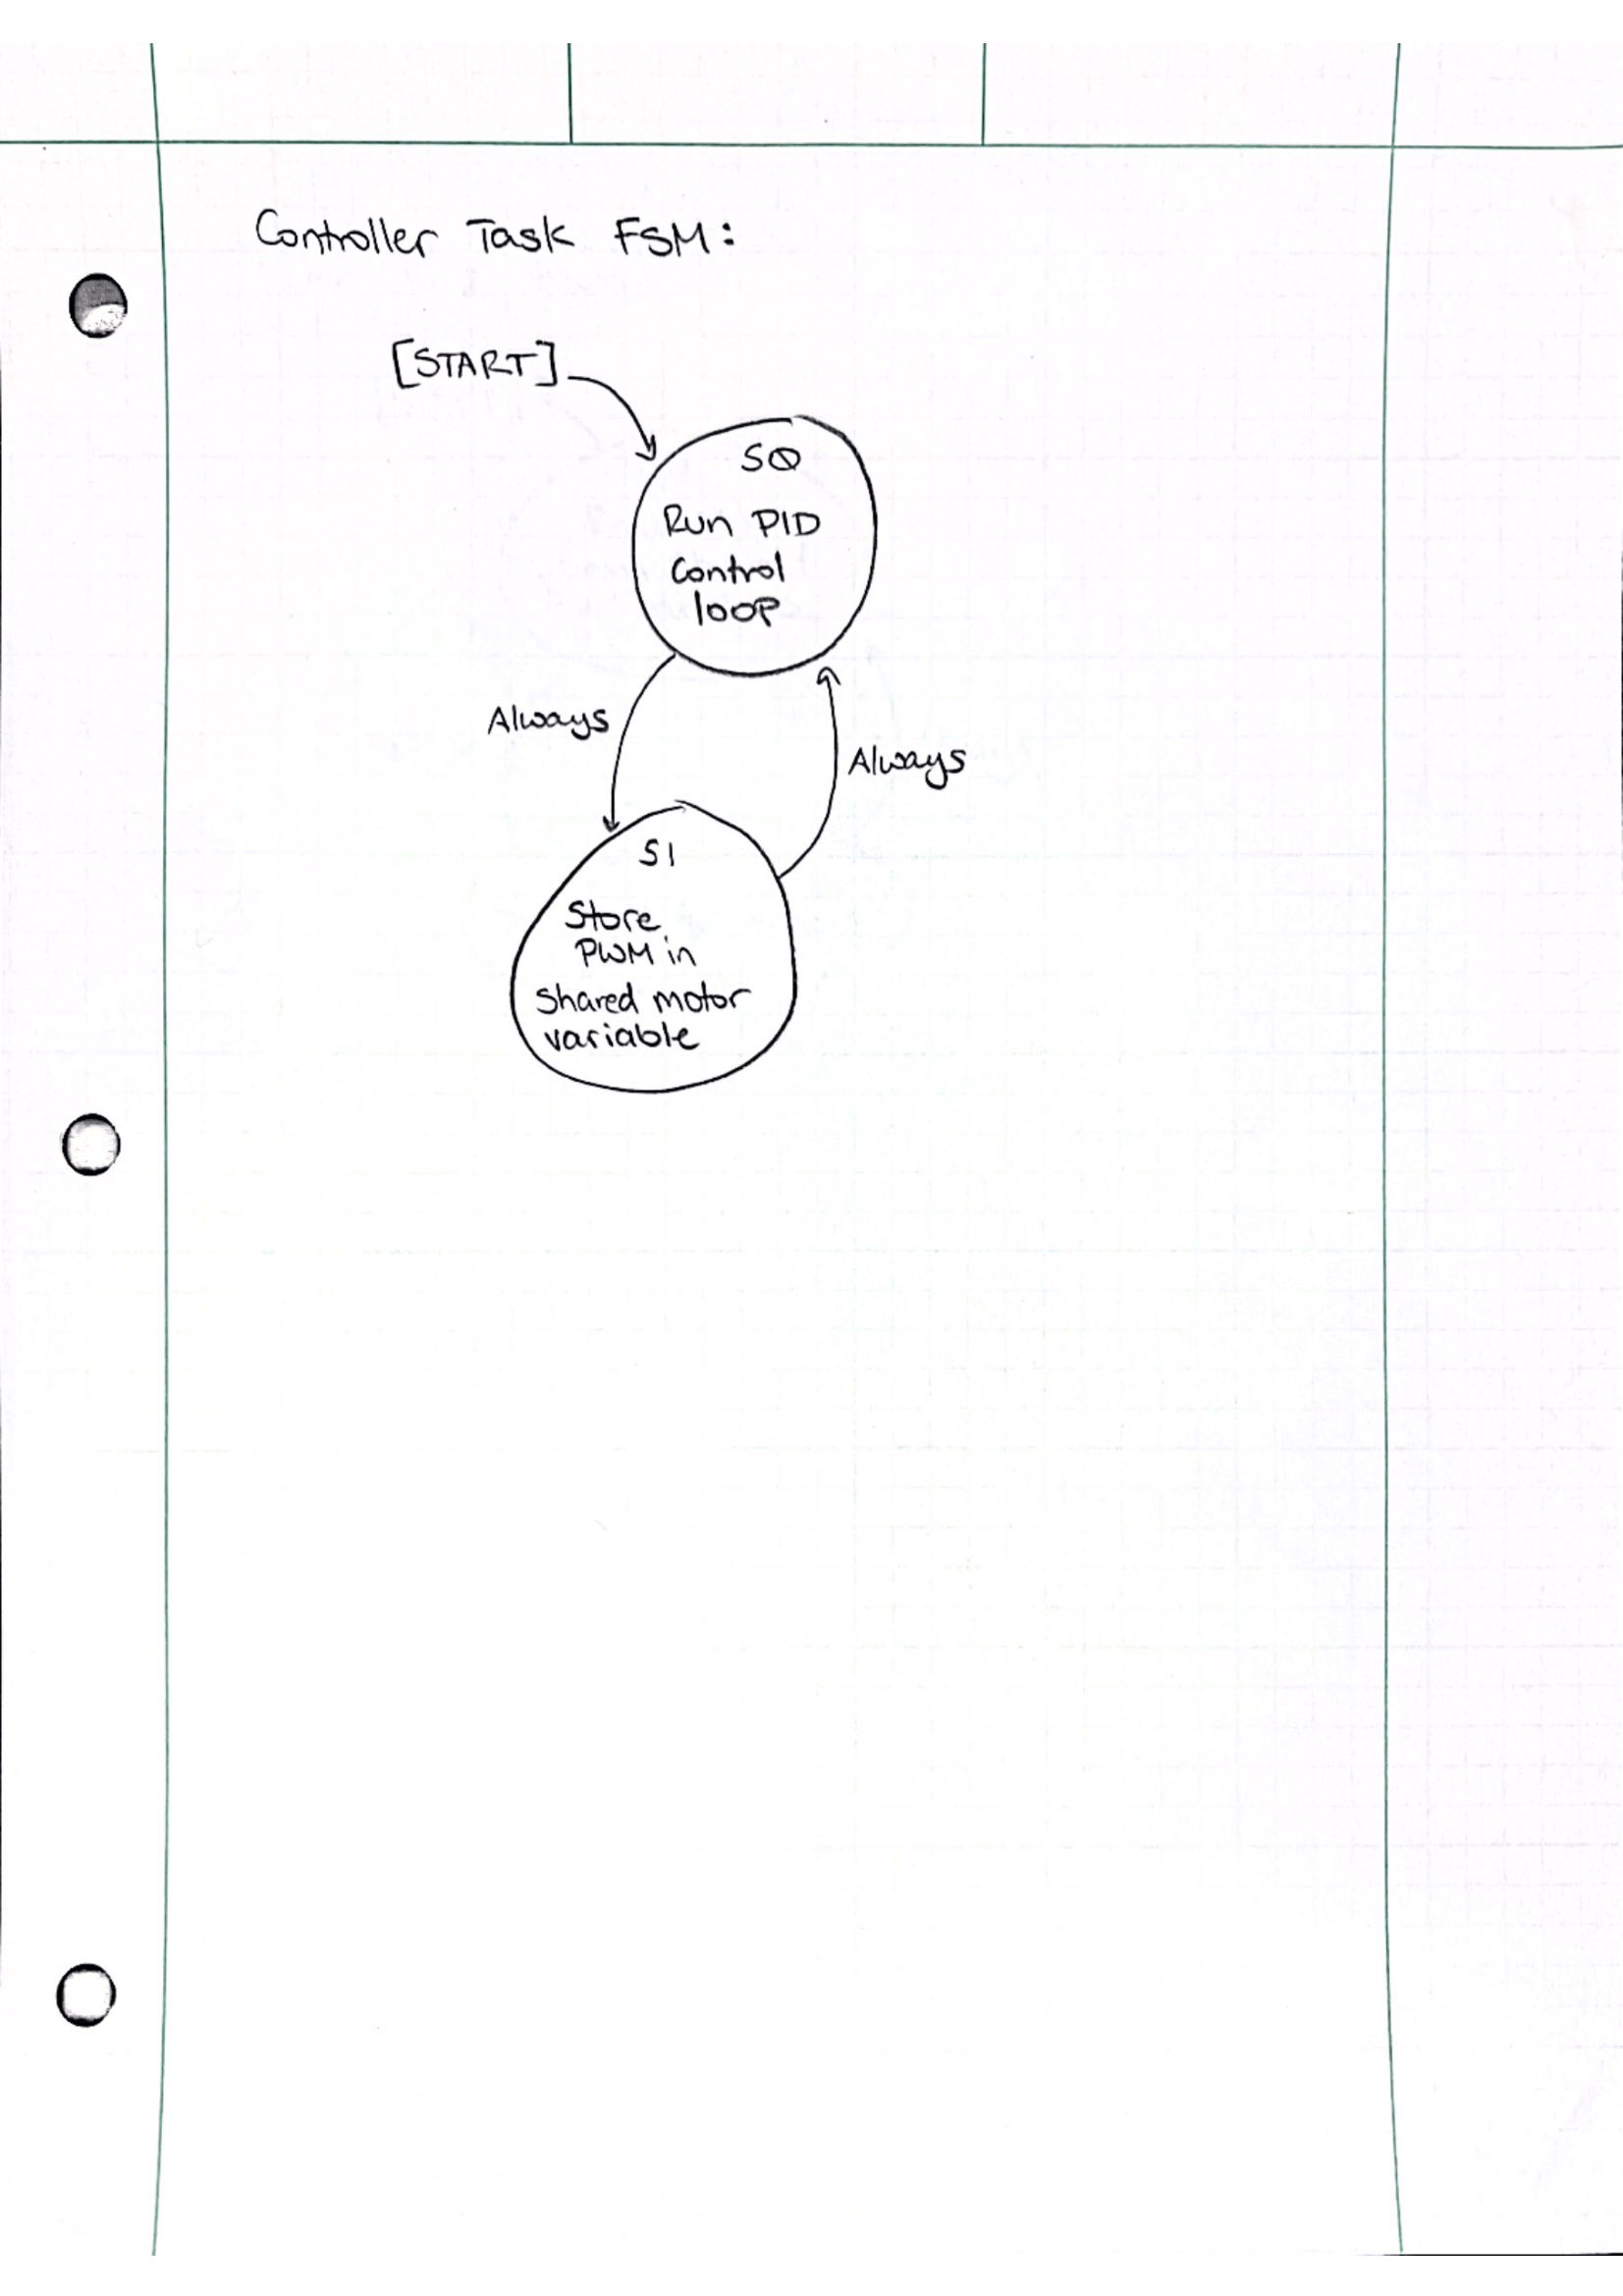 Controller Task FSM:
[START]
S0
Run PID
Control
loop
Always
Always
S1
Store
PWM in
shared motor
variable